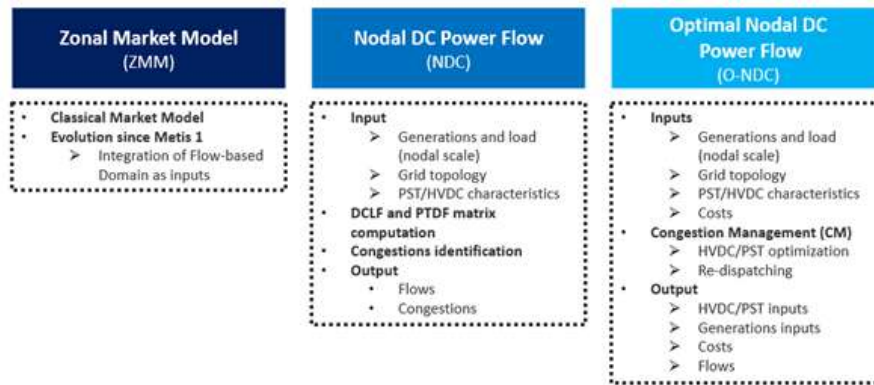 Zonal Market Model
(ZMM)
• Classical Market Model
• Evolution since Metis 1
➤ Integration of Flow-based
Domain as inputs
Nodal DC Power Flow
(NDC)
• Input
➤ Generations and load
(nodal scale)
➤ Grid topology
➤ PST/HVDC characteristics
• DCLF and PTDF matrix
computation
• Congestions identification
• Output
• Flows
• Congestions
Optimal Nodal DC
Power Flow
(O-NDC)
• Inputs
➤ Generations and load
(nodal scale)
➤ Grid topology
➤ PST/HVDC characteristics
➤ Costs
• Congestion Management (CM)
➤ HVDC/PST optimization
➤ Re-dispatching
• Output
➤ HVDC/PST inputs
➤ Generations inputs
➤ Costs
➤ Flows